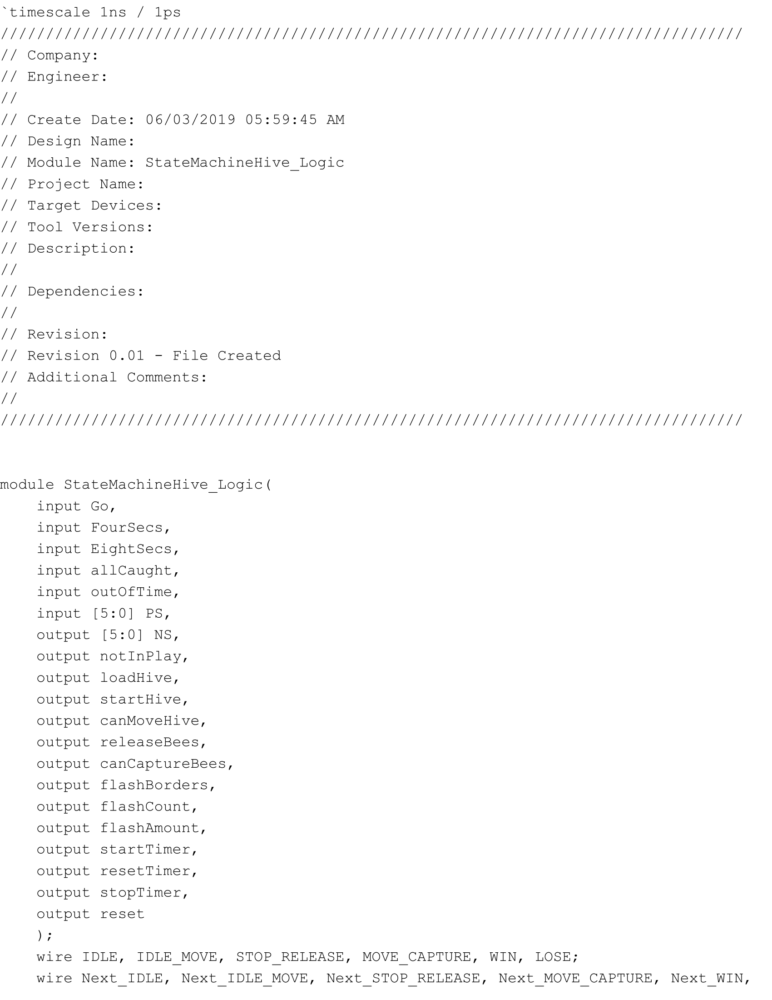 `timescale 1ns / 1ps
//////////////////////////////////////////////////////////////////////////////////
// Company:
// Engineer:
//
// Create Date: 06/03/2019 05:59:45 AM
// Design Name:
// Module Name: StateMachineHive_Logic
// Project Name:
// Target Devices:
// Tool Versions:
// Description:
//
// Dependencies:
//
// Revision:
// Revision 0.01 - File Created
// Additional Comments:
//
//////////////////////////////////////////////////////////////////////////////////
module StateMachineHive_Logic(
    input Go,
    input FourSecs,
    input EightSecs,
    input allCaught,
    input outOfTime,
    input [5:0] PS,
    output [5:0] NS,
    output notInPlay,
    output loadHive,
    output startHive,
    output canMoveHive,
    output releaseBees,
    output canCaptureBees,
    output flashBorders,
    output flashCount,
    output flashAmount,
    output startTimer,
    output resetTimer,
    output stopTimer,
    output reset
    );
    wire IDLE, IDLE_MOVE, STOP_RELEASE, MOVE_CAPTURE, WIN, LOSE;
    wire Next_IDLE, Next_IDLE_MOVE, Next_STOP_RELEASE, Next_MOVE_CAPTURE, Next_WIN,